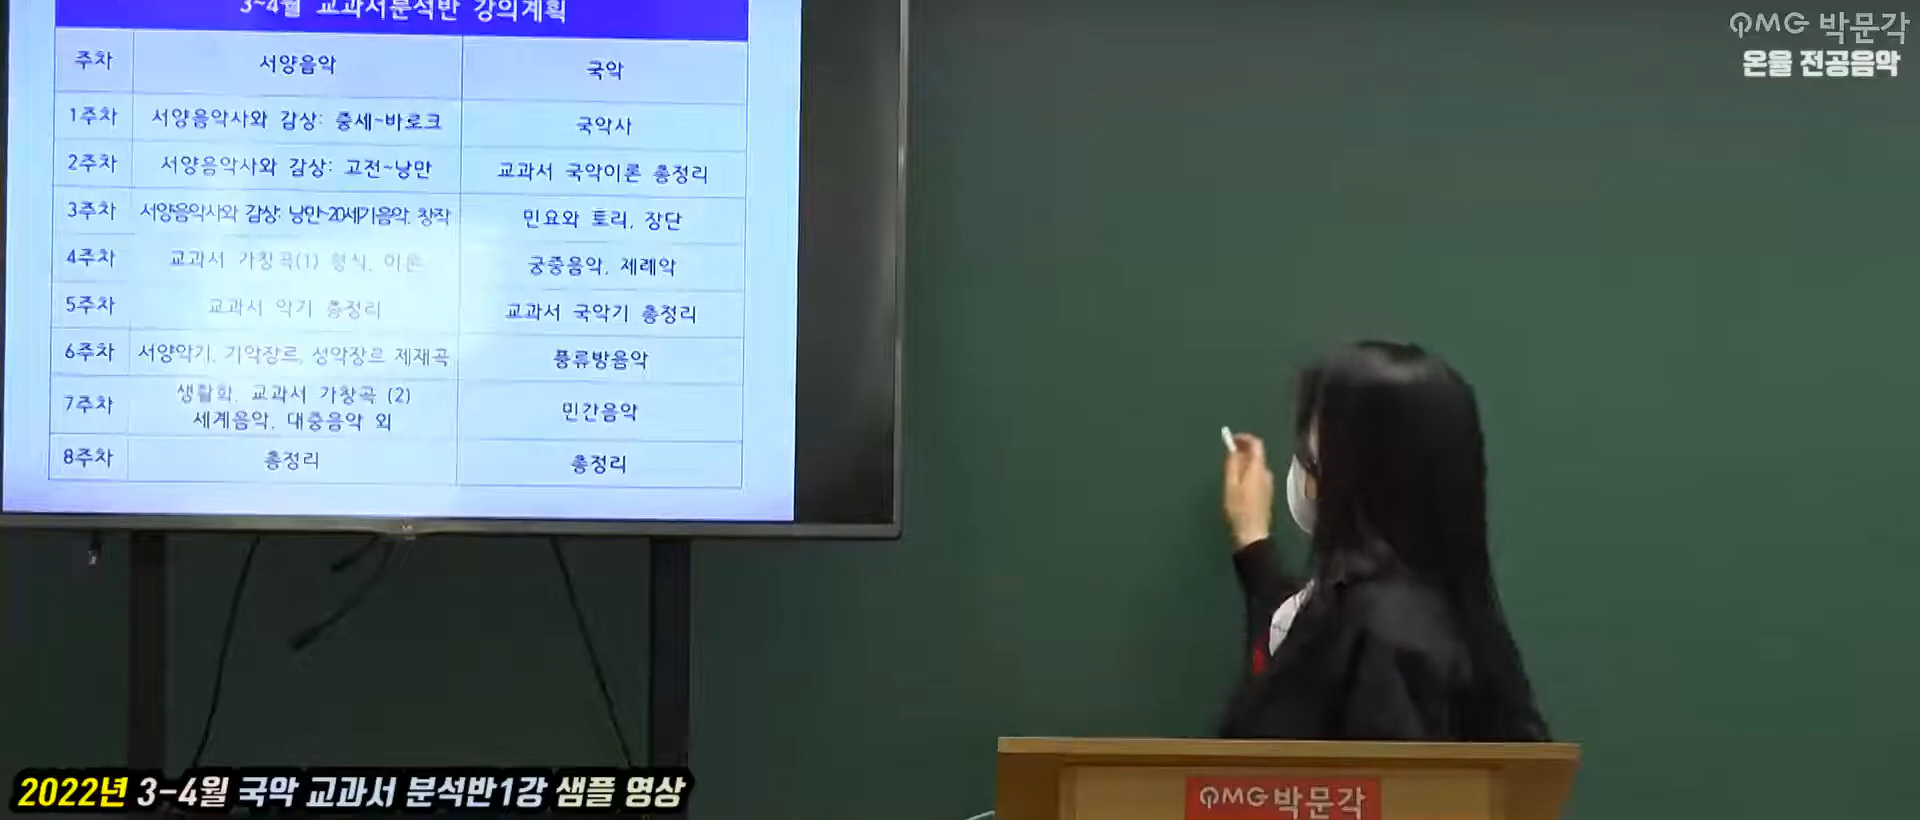 3~4월 교과서분석반 강의계획
PMG 박문각
온율 전공음악
주차 서양음악 국악
1주차 서양음악사와 감상: 중세~바로크 국악사
2주차 서양음악사와 감상: 고전~낭만 교과서 국악이론 총정리
3주차 서양음악사와 감상: 낭만~20세기음악, 창작 민요와 토리, 장단
4주차 교과서 가창곡(1) 형식, 이론 궁중음악, 제례악
5주차 교과서 악기 총정리 교과서 국악기 총정리
6주차 서양악기, 기악장르, 성악장르 제재곡 풍류방음악
7주차 생활화, 교과서 가창곡 (2)
세계음악, 대중음악 외 민간음악
8주차 총정리 총정리
2022년 3-4월 국악 교과서 분석반1강 샘플 영상
PMG 박문각